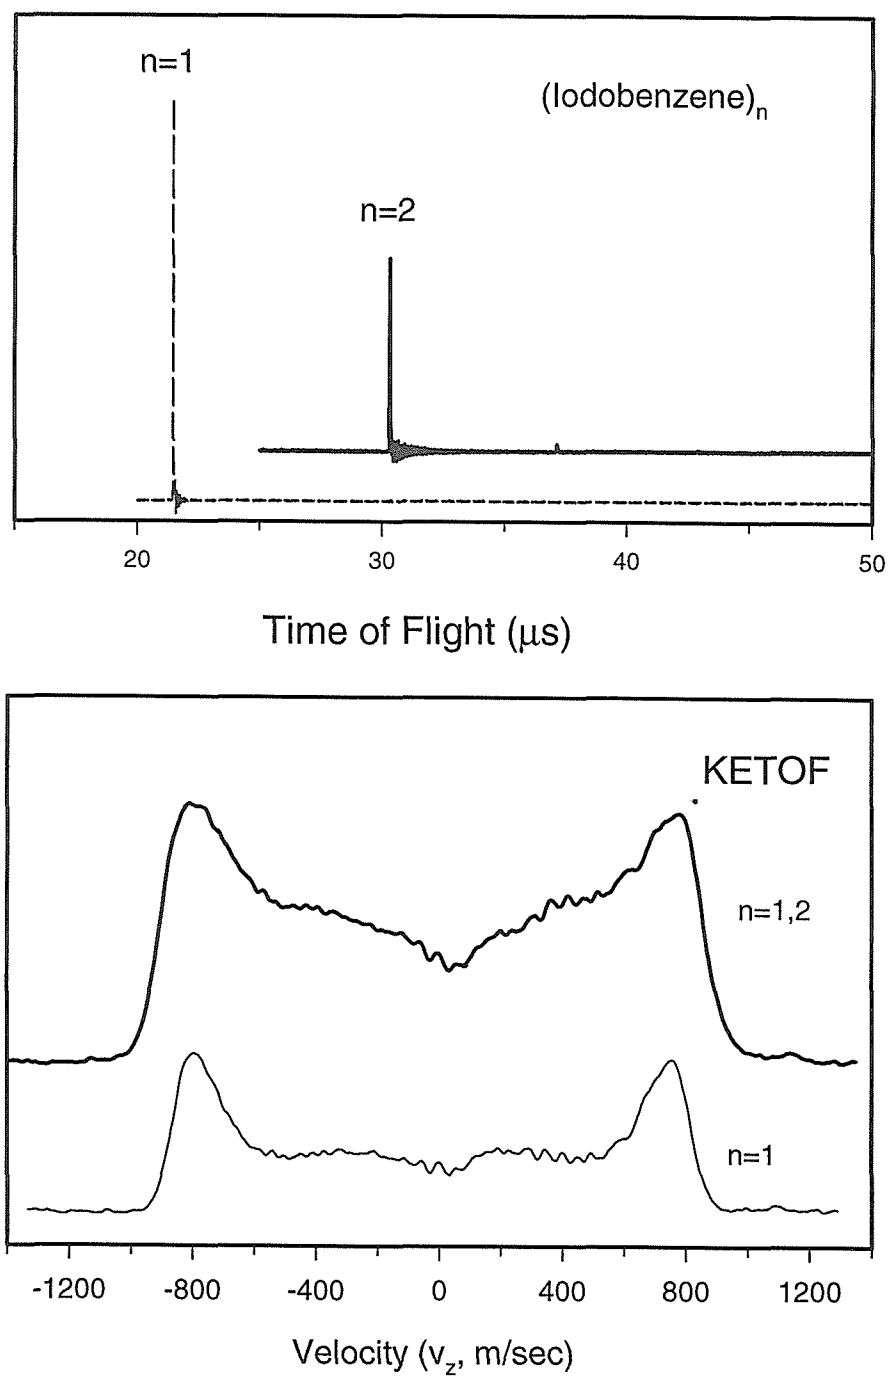 n=1
(Iodobenzene)n
n=2
20 30 40 50
Time of Flight (μs)
KETOF
n=1,2
n=1
-1200 -800 -400 0 400 800 1200
Velocity (vz, m/sec)